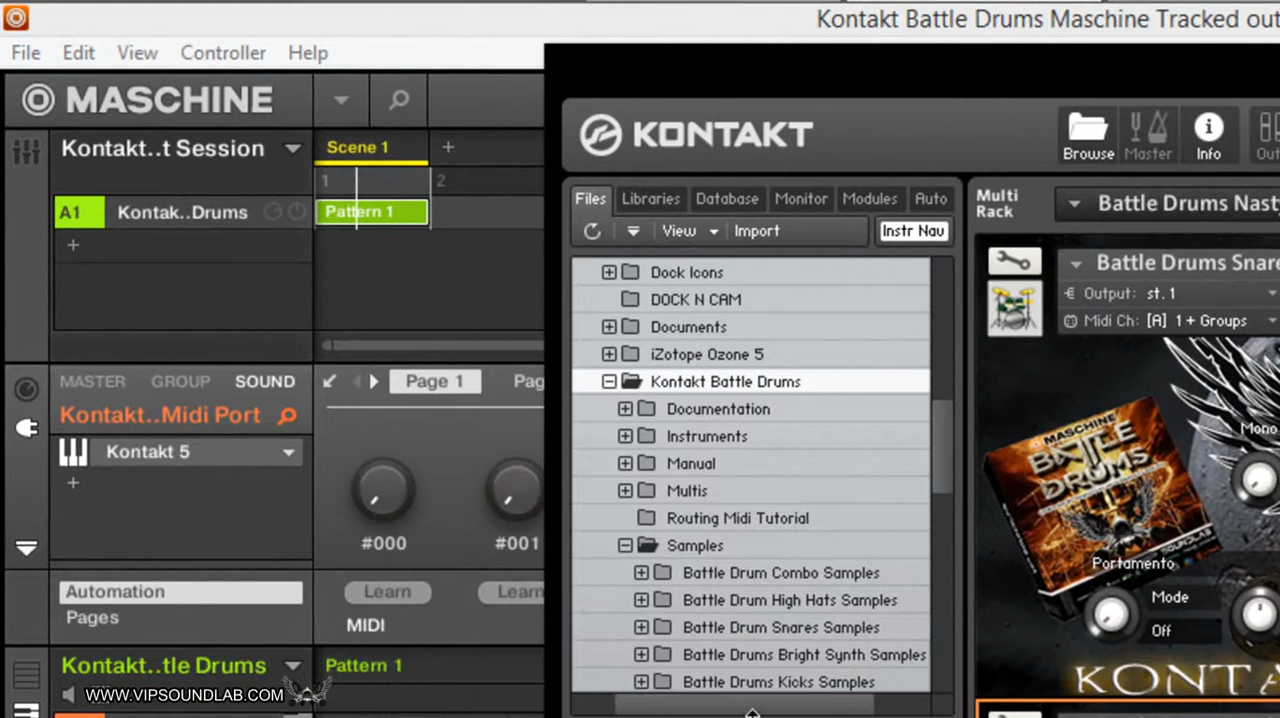 Kontakt Battle Drums Maschine Tracked out
File Edit View Controller Help
MASCHINE
Kontakt..t Session
Scene 1
1
2
A1
Kontak..Drums
Pattern 1
MASTER GROUP SOUND
Page 1
Kontakt..Midi Port
Kontakt 5
#000
#001
Automation
Learn
Pages
MIDI
Kontakt..tle Drums
Pattern 1
WWW.VIPSOUNDLAB.COM
KONTAKT
Browse
Master
Info
Files Libraries Database Monitor Modules Auto
View
Import
Instr Nav
Dock Icons
DOCK N CAM
Documents
iZotope Ozone 5
Kontakt Battle Drums
Documentation
Instruments
Manual
Multis
Routing Midi Tutorial
Samples
Battle Drum Combo Samples
Battle Drum High Hats Samples
Battle Drum Snares Samples
Battle Drums Bright Synth Samples
Battle Drums Kicks Samples
Multi
Rack
Battle Drums Nast
Battle Drums Snare
Output: st. 1
Midi Ch: [A] 1 + Groups
Mono
MASCHINE
BATTLE
DRUMS
SOUNDLAB
Portamento
Mode
Off
KONTA